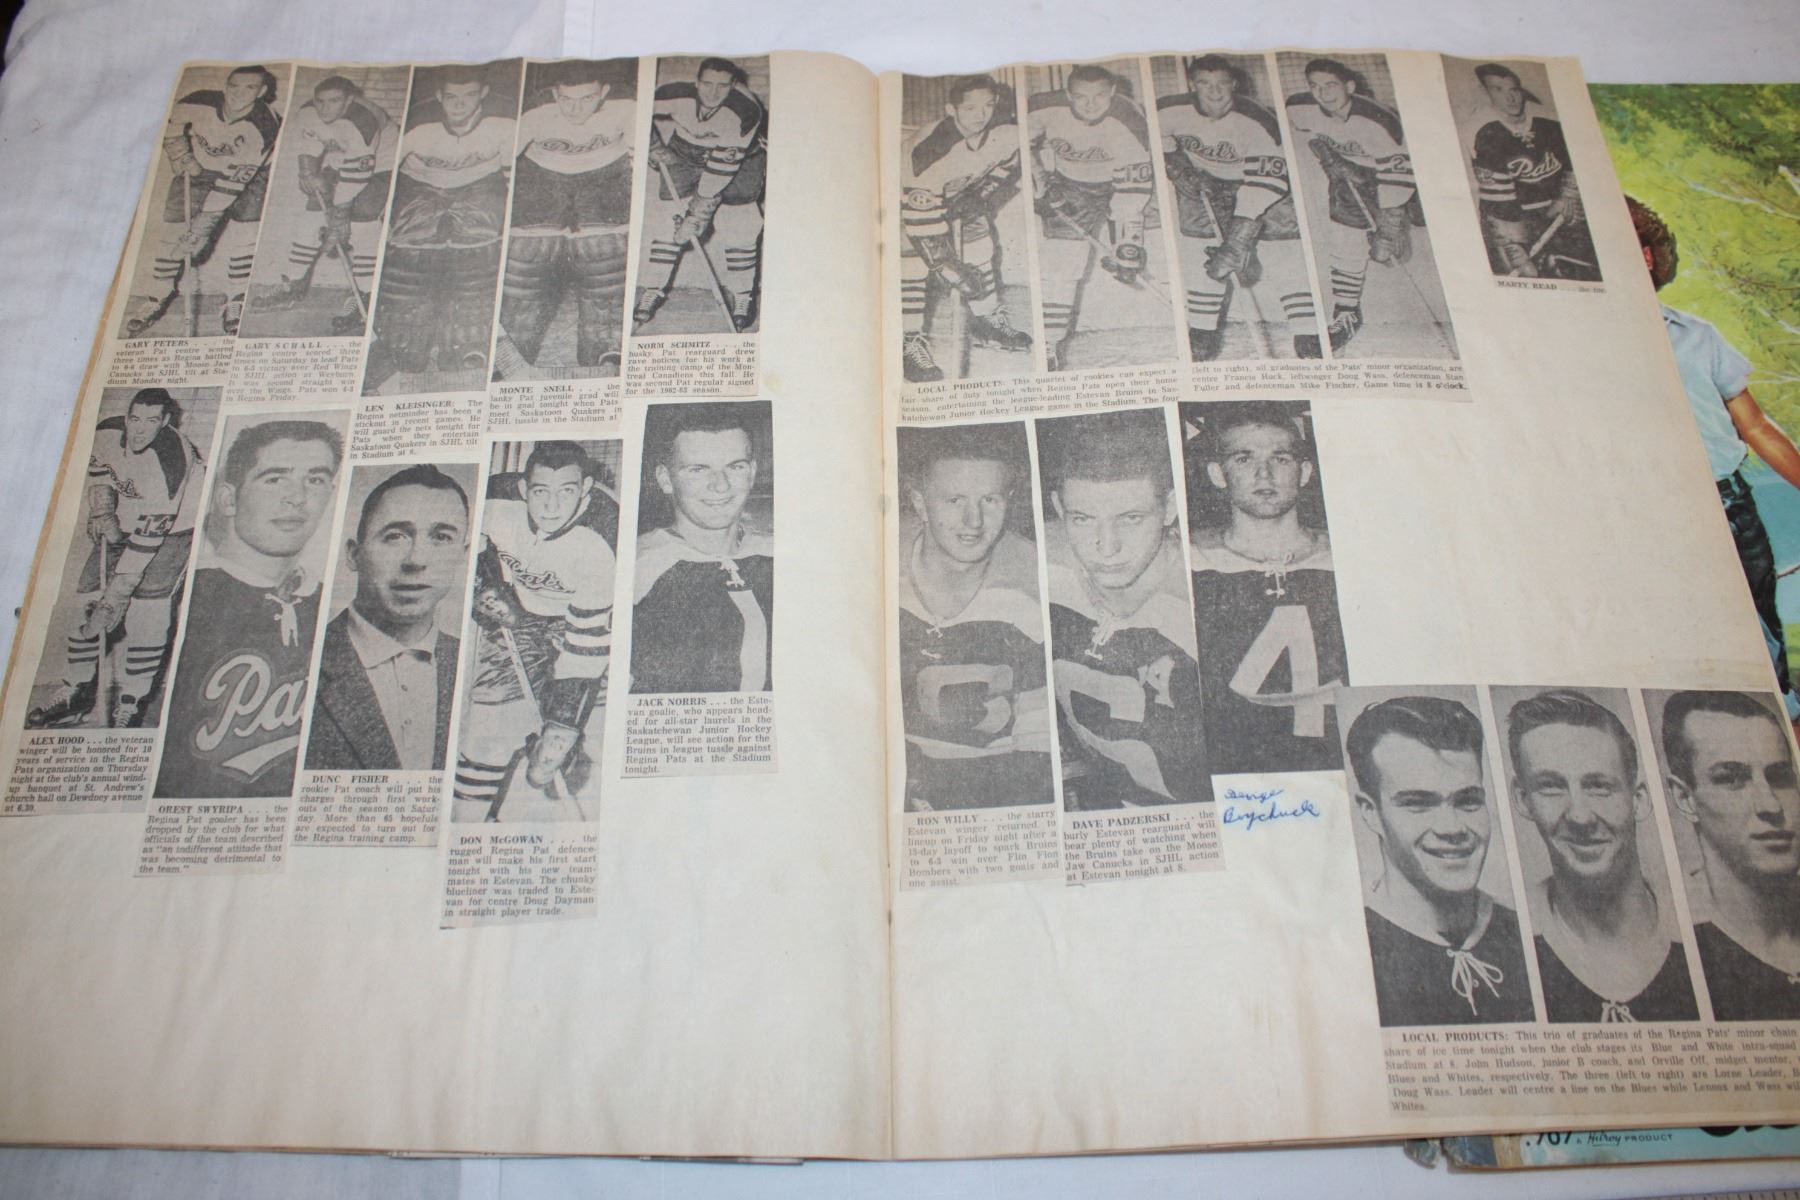 GARY PETERS . . . the
veteran Pat centre scored
three times as Regina battled
to 6-6 draw with Moose Jaw
Canucks in SJHL tilt at Sta-
dium Monday night.
GARY SCHALL . . . the
Regina centre scored three
times on Saturday to lead Pats
to 6-5 victory over Red Wings
in SJHL action at Weyburn.
It was second straight win
over the Wings. Pats won 4-3
in Regina Friday.
LEN KLEISINGER: The
Regina netminder has been a
stickout in recent games. He
will guard the nets tonight for
Pats when they entertain
Saskatoon Quakers in SJHL tilt
in Stadium at 8.
MONTE SNELL . . . the
lanky Pat juvenile grad will
be in goal tonight when Pats
meet Saskatoon Quakers in
SJHL tussle in the Stadium at
8.
NORM SCHMITZ . . . the
husky Pat rearguard drew
rave notices for his work at
the training camp of the Mon-
treal Canadiens this fall. He
was second Pat regular signed
for the 1962-63 season.
ALEX HOOD . . . the veteran
winger will be honored for 10
years of service in the Regina
Pats organization on Thursday
night at the club's annual wind-
up banquet at St. Andrew's
church hall on Dewdney avenue
at 6.30.
OREST SWYRIPA . . . the
Regina Pat gooler has been
dropped by the club for what
officials of the team described
as "an indifferent attitude that
was becoming detrimental to
the team."
DUNC FISHER . . . the
rookie Pat coach will put his
charges through first work-
outs of the season on Satur-
day. More than 65 hopefuls
are expected to turn out for
the Regina training camp.
DON McGOWAN . . . the
rugged Regina Pat defence-
man will make his first start
tonight with his new team-
mates in Estevan. The chunky
blueliner was traded to Este-
van for centre Doug Dayman
in straight player trade.
JACK NORRIS . . . the Este-
van goalie, who appears head-
ed for all-star laurels in the
Saskatchewan Junior Hockey
League, will see action for the
Bruins in league tussle against
Regina Pats at the Stadium
tonight.
LOCAL PRODUCTS: This quartet of rookies can expect a
fair share of duty tonight when Regina Pats open their home
season, entertaining the league-leading Estevan Bruins in Sas-
katchewan Junior Hockey League game in the Stadium. The four
(left to right), all graduates of the Pats' minor organization, are
centre Francis Huck, leftwinger Doug Wass, defenceman Stan
Fuller and defenceman Mike Fischer. Game time is 8 o'clock.
MARTY READ . . . the
RON WILLY . . . the starry
Estevan winger returned to
lineup on Friday night after a
15-day layoff to spark Bruins
to 6-3 win over Flin Flon
Bombers with two goals and
one assist.
DAVE PADZERSKI . . . the
burly Estevan rearguard will
bear plenty of watching when
the Bruins take on the Moose
Jaw Canucks in SJHL action
at Estevan tonight at 8.
LOCAL PRODUCTS: This trio of graduates of the Regina Pats' minor chain
share of ice time tonight when the club stages its Blue and White intra-squad
Stadium at 8. John Hudson, junior B coach, and Orville Off, midget mentor,
Blues and Whites, respectively. The three (left to right) are Lorne Leader,
Doug Wass. Leader will centre a line on the Blues while Lennox and Wass
Whites.
Pats
15
Pats
Pats
3
Pats
10
Pats
19
Pats
2
Pats
14
Pa
Pats
A
4
.767 A Hilroy PRODUCT